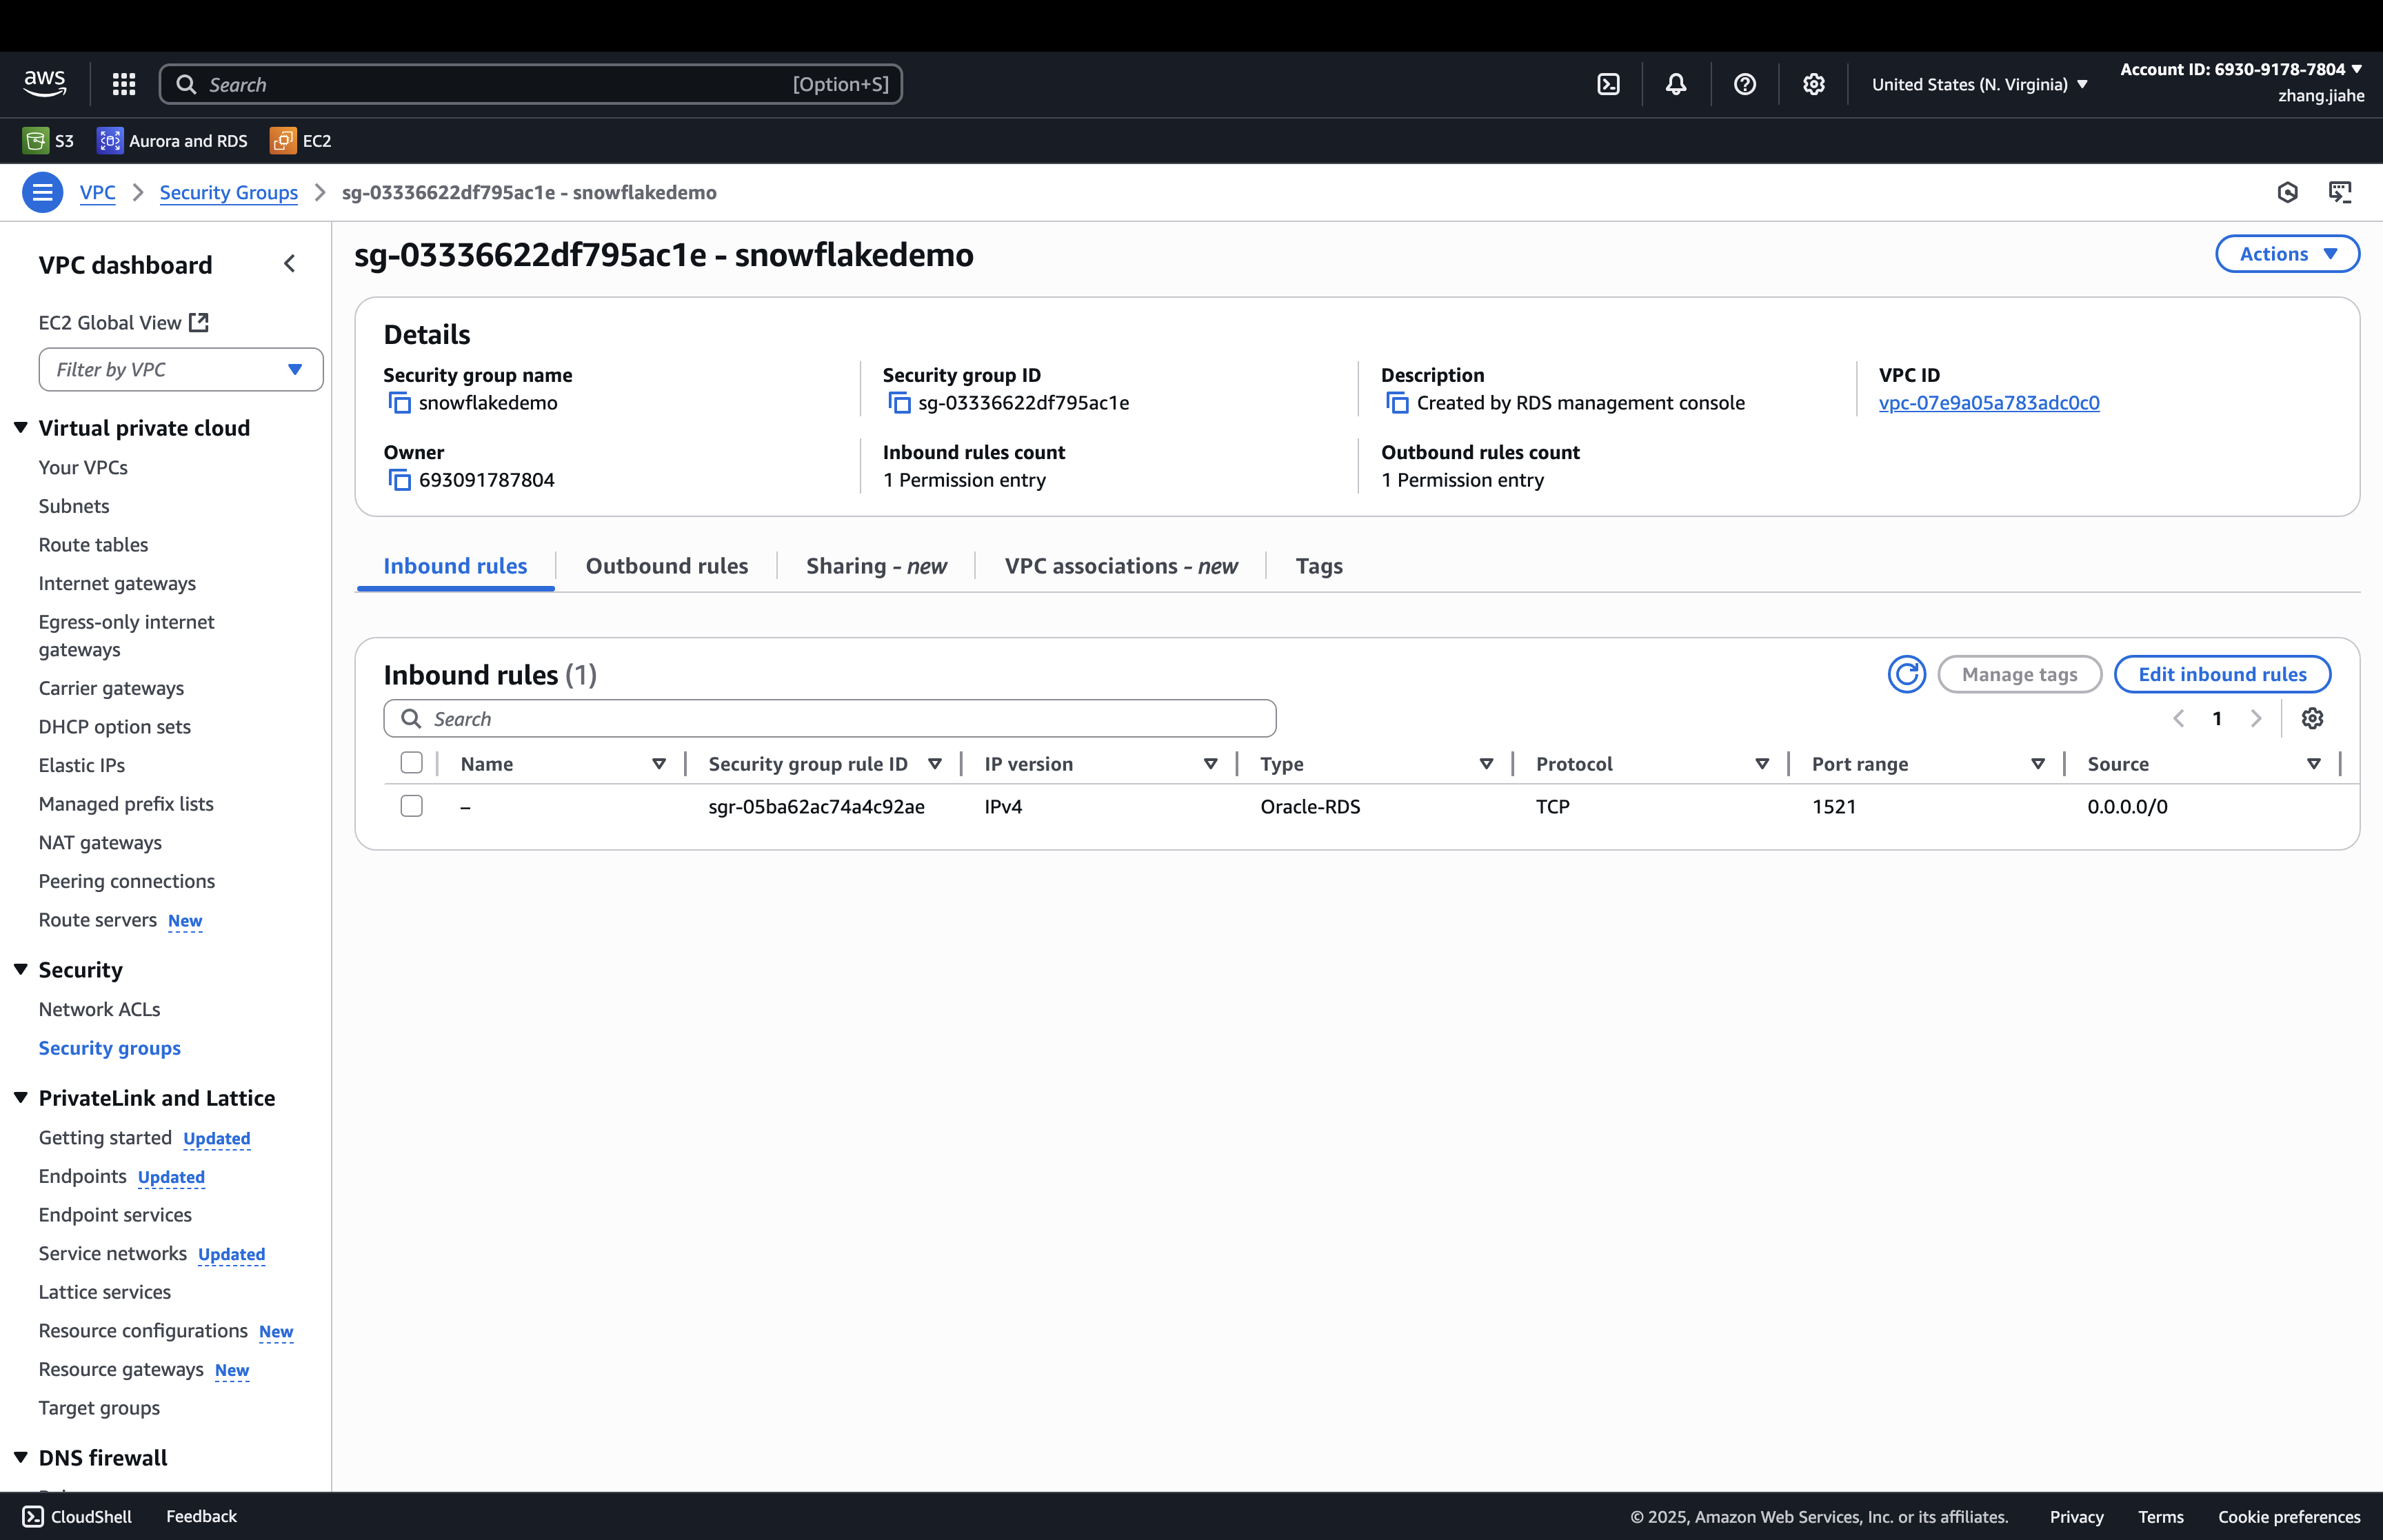 aws
Search [Option+S]
United States (N. Virginia)
Account ID: 6930-9178-7804
zhang.jiahe
S3
Aurora and RDS
EC2
VPC
Security Groups
sg-03336622df795ac1e - snowflakedemo
VPC dashboard
EC2 Global View
Filter by VPC
Virtual private cloud
Your VPCs
Subnets
Route tables
Internet gateways
Egress-only internet
gateways
Carrier gateways
DHCP option sets
Elastic IPs
Managed prefix lists
NAT gateways
Peering connections
Route servers New
Security
Network ACLs
Security groups
PrivateLink and Lattice
Getting started Updated
Endpoints Updated
Endpoint services
Service networks Updated
Lattice services
Resource configurations New
Resource gateways New
Target groups
DNS firewall
sg-03336622df795ac1e - snowflakedemo
Actions
Details
Security group name
snowflakedemo
Security group ID
sg-03336622df795ac1e
Description
Created by RDS management console
VPC ID
vpc-07e9a05a783adc0c0
Owner
693091787804
Inbound rules count
1 Permission entry
Outbound rules count
1 Permission entry
Inbound rules
Outbound rules
Sharing - new
VPC associations - new
Tags
Inbound rules (1)
Manage tags
Edit inbound rules
Search
1
Name Security group rule ID IP version Type Protocol Port range Source
– sgr-05ba62ac74a4c92ae IPv4 Oracle-RDS TCP 1521 0.0.0.0/0
CloudShell
Feedback
© 2025, Amazon Web Services, Inc. or its affiliates.
Privacy
Terms
Cookie preferences